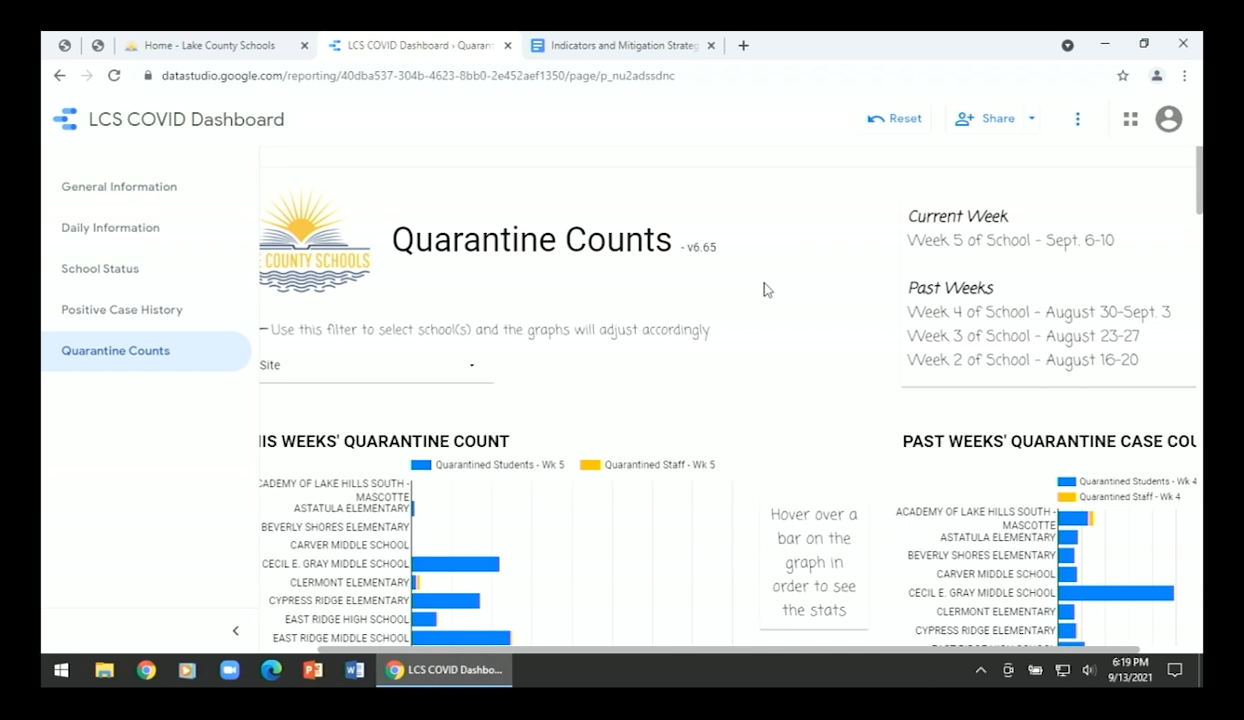 Home - Lake County Schools
LCS COVID Dashboard › Quaran
Indicators and Mitigation Strateg
datastudio.google.com/reporting/40dba537-304b-4623-8bb0-2e452aef1350/page/p_nu2adssdnc
LCS COVID Dashboard
Reset
Share
General Information
Daily Information
School Status
Positive Case History
Quarantine Counts
COUNTY SCHOOLS
Quarantine Counts - v6.65
Use this filter to select school(s) and the graphs will adjust accordingly
Site
Current Week
Week 5 of School - Sept. 6-10
Past Weeks
Week 4 of School - August 30-Sept. 3
Week 3 of School - August 23-27
Week 2 of School - August 16-20
IS WEEKS' QUARANTINE COUNT
Quarantined Students - Wk 5
Quarantined Staff - Wk 5
CADEMY OF LAKE HILLS SOUTH -
MASCOTTE
ASTATULA ELEMENTARY
BEVERLY SHORES ELEMENTARY
CARVER MIDDLE SCHOOL
CECIL E. GRAY MIDDLE SCHOOL
CLERMONT ELEMENTARY
CYPRESS RIDGE ELEMENTARY
EAST RIDGE HIGH SCHOOL
EAST RIDGE MIDDLE SCHOOL
Hover over a
bar on the
graph in
order to see
the stats
PAST WEEKS' QUARANTINE CASE COU
Quarantined Students - Wk 4
Quarantined Staff - Wk 4
ACADEMY OF LAKE HILLS SOUTH -
MASCOTTE
ASTATULA ELEMENTARY
BEVERLY SHORES ELEMENTARY
CARVER MIDDLE SCHOOL
CECIL E. GRAY MIDDLE SCHOOL
CLERMONT ELEMENTARY
CYPRESS RIDGE ELEMENTARY
LCS COVID Dashbo...
6:19 PM
9/13/2021